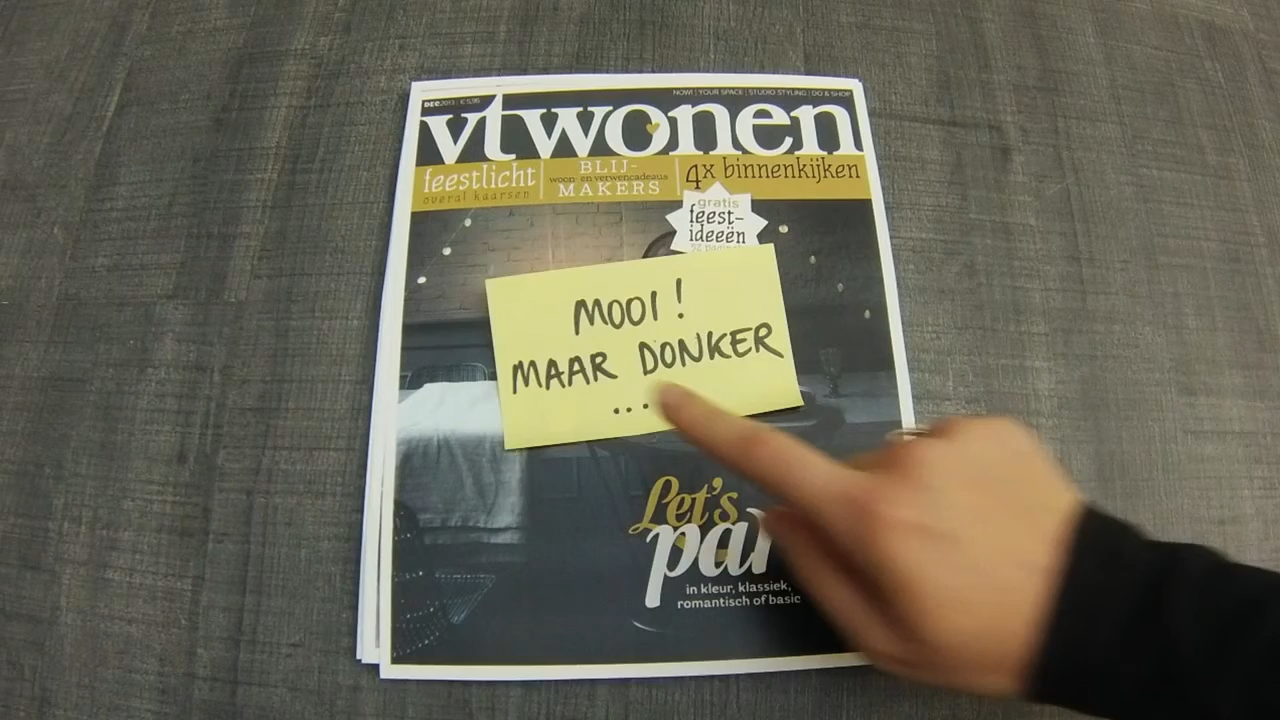 NOW! | YOUR SPACE | STUDIO STYLING | DO & SHOP
DEC 2013 | € 5,95
vtwonen
feestlicht
overal kaarsen
BLIJ-
woon- en verwencadeaus
MAKERS
4x binnenkijken
gratis
feest-
ideeën
MOOI!
MAAR DONKER
...
Let's
in kleur, klassiek,
romantisch of basic